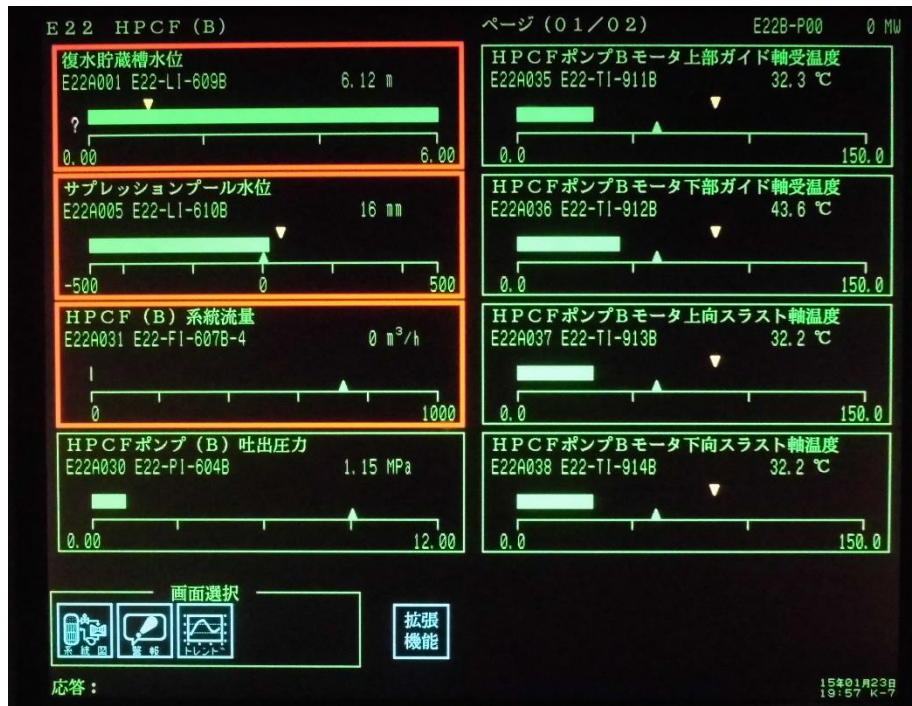 E22 HPCF(B)
ページ(01/02)
E22B-P00 0 MW
復水貯蔵槽水位
E22A001 E22-LI-609B 6.12 m
?
0.00 6.00
サプレッションプール水位
E22A005 E22-LI-610B 16 mm
-500 0 500
HPCF(B)系統流量
E22A031 E22-FI-607B-4 0 m³/h
0 1000
HPCFポンプ(B)吐出圧力
E22A030 E22-PI-604B 1.15 MPa
0.00 12.00
HPCFポンプBモータ上部ガイド軸受温度
E22A035 E22-TI-911B 32.3 ℃
0.0 150.0
HPCFポンプBモータ下部ガイド軸受温度
E22A036 E22-TI-912B 43.6 ℃
0.0 150.0
HPCFポンプBモータ上向スラスト軸温度
E22A037 E22-TI-913B 32.2 ℃
0.0 150.0
HPCFポンプBモータ下向スラスト軸温度
E22A038 E22-TI-914B 32.2 ℃
0.0 150.0
画面選択
系統図
警報
トレンド
拡張
機能
応答:
15年01月23日
19:57 K-7